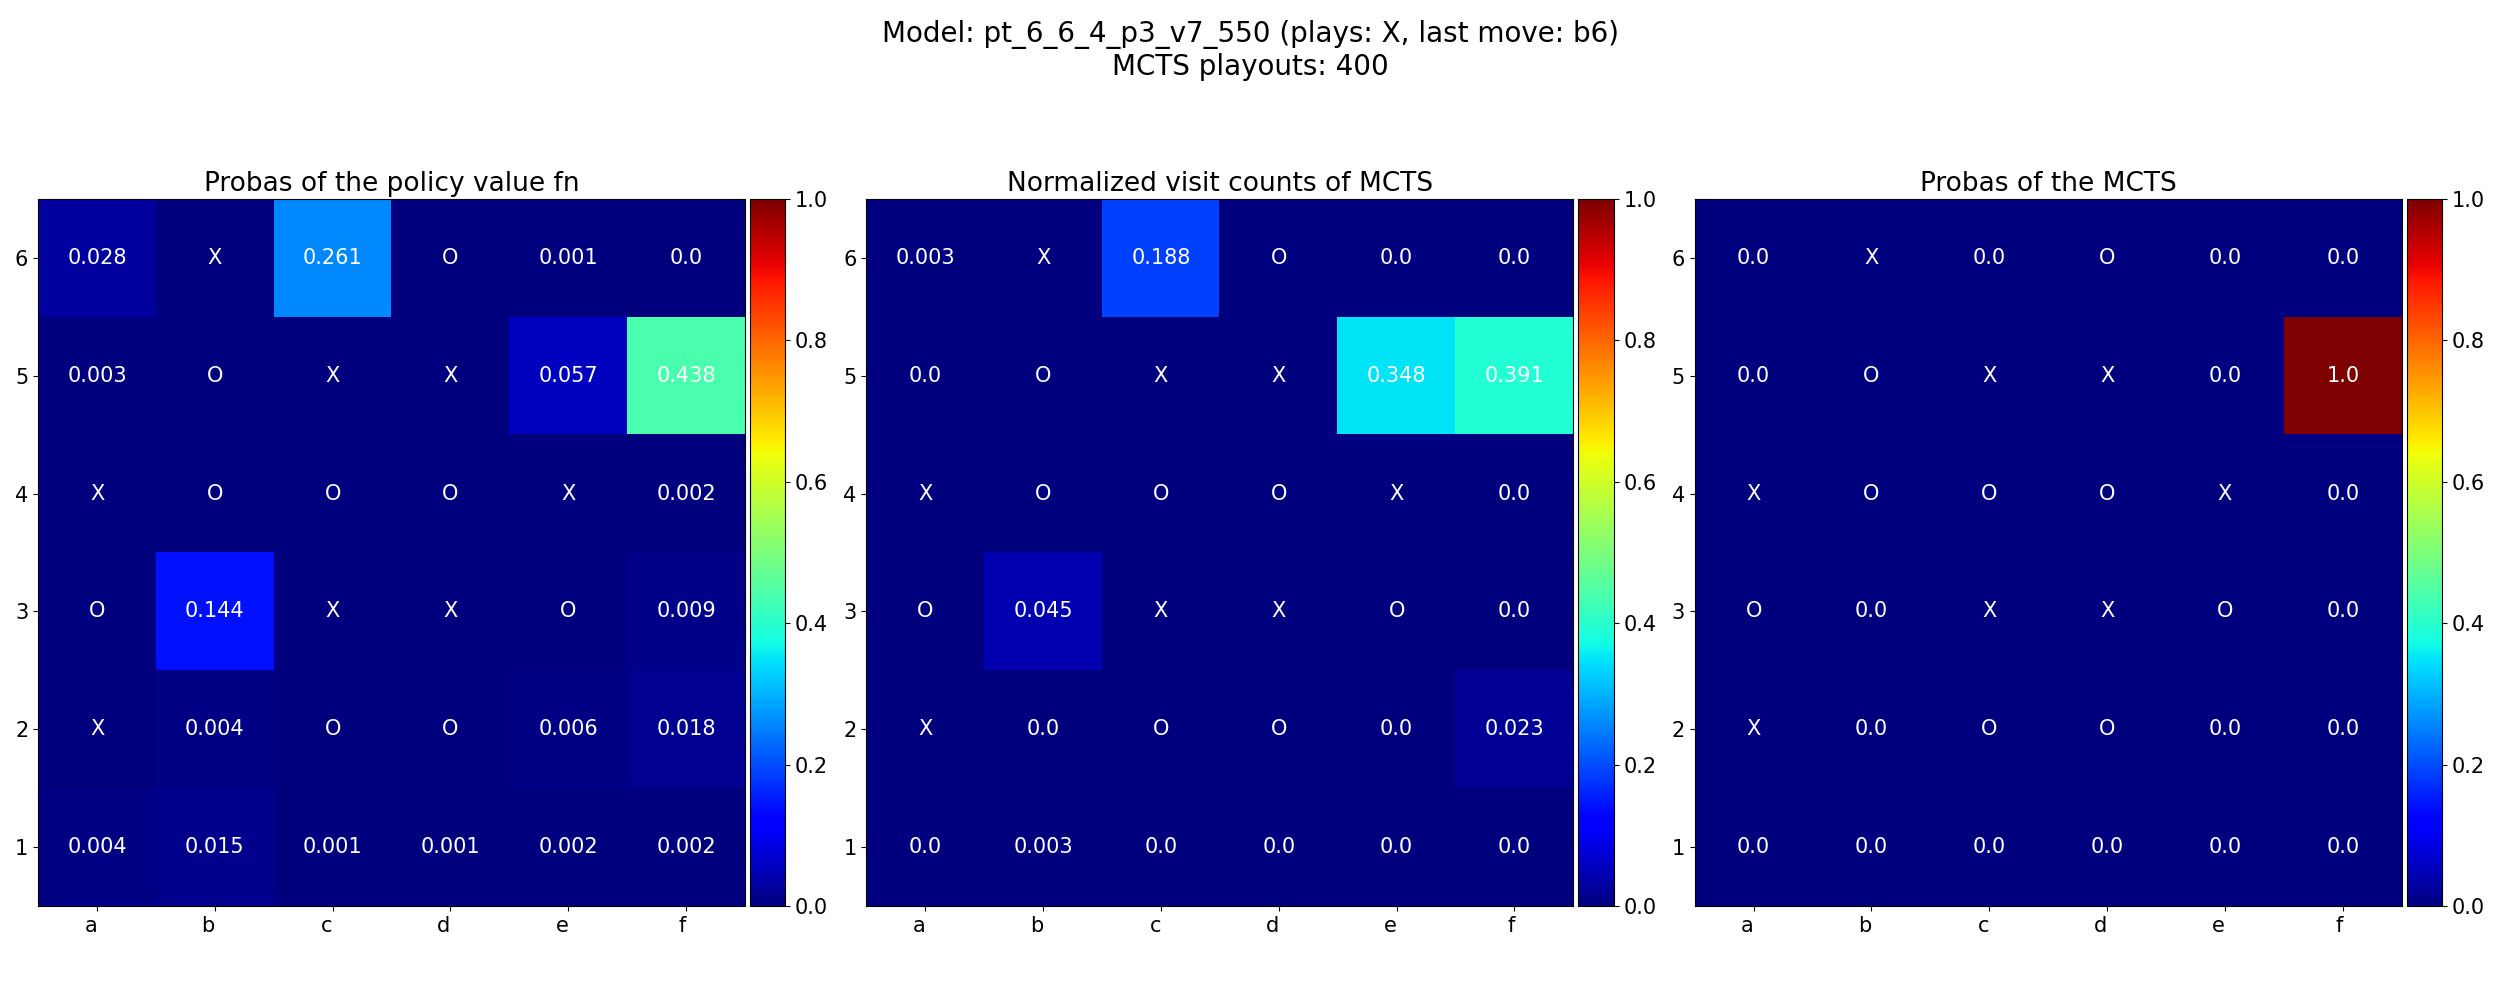 Model: pt_6_6_4_p3_v7_550 (plays: X, last move: b6)
MCTS playouts: 400
Probas of the policy value fn
6 0.028 X 0.261 O 0.001 0.0
5 0.003 O X X 0.057 0.438
4 X O O O X 0.002
3 O 0.144 X X O 0.009
2 X 0.004 O O 0.006 0.018
1 0.004 0.015 0.001 0.001 0.002 0.002
a b c d e f
1.0
0.8
0.6
0.4
0.2
0.0
Normalized visit counts of MCTS
6 0.003 X 0.188 O 0.0 0.0
5 0.0 O X X 0.348 0.391
4 X O O O X 0.0
3 O 0.045 X X O 0.0
2 X 0.0 O O 0.0 0.023
1 0.0 0.003 0.0 0.0 0.0 0.0
a b c d e f
1.0
0.8
0.6
0.4
0.2
0.0
Probas of the MCTS
6 0.0 X 0.0 O 0.0 0.0
5 0.0 O X X 0.0 1.0
4 X O O O X 0.0
3 O 0.0 X X O 0.0
2 X 0.0 O O 0.0 0.0
1 0.0 0.0 0.0 0.0 0.0 0.0
a b c d e f
1.0
0.8
0.6
0.4
0.2
0.0